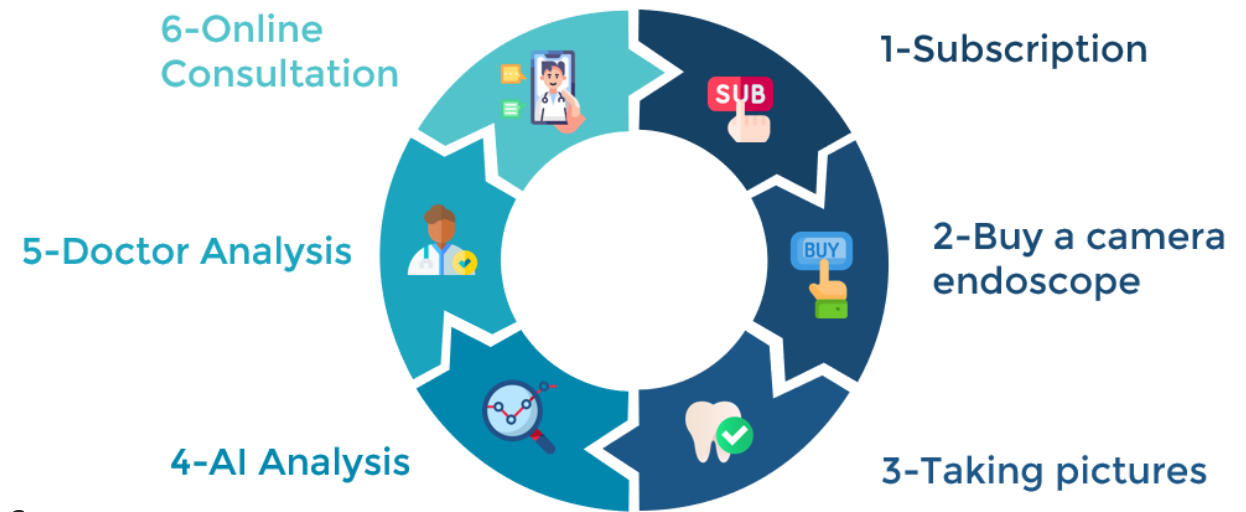 1-Subscription
SUB
2-Buy a camera
endoscope
BUY
3-Taking pictures
4-AI Analysis
5-Doctor Analysis
6-Online
Consultation